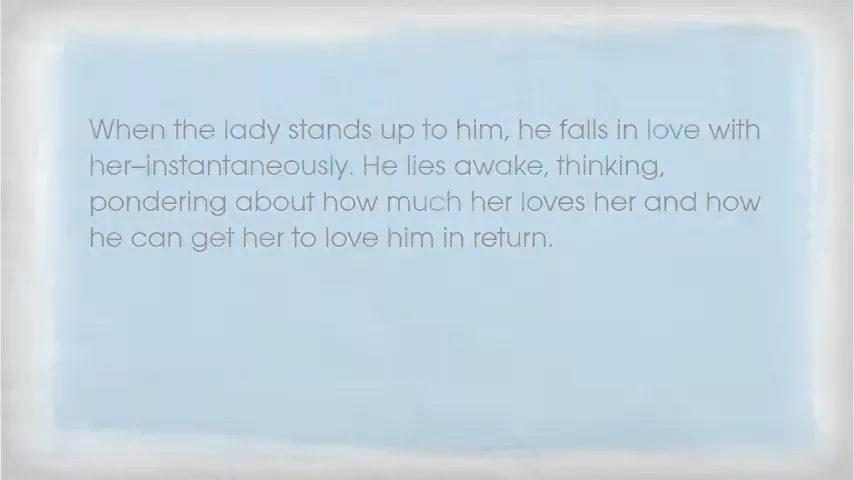 When the lady stands up to him, he falls in love with
her–instantaneously. He lies awake, thinking,
pondering about how much her loves her and how
he can get her to love him in return.